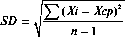 SD = √(∑ (Xi − Xcp)² / (n − 1))